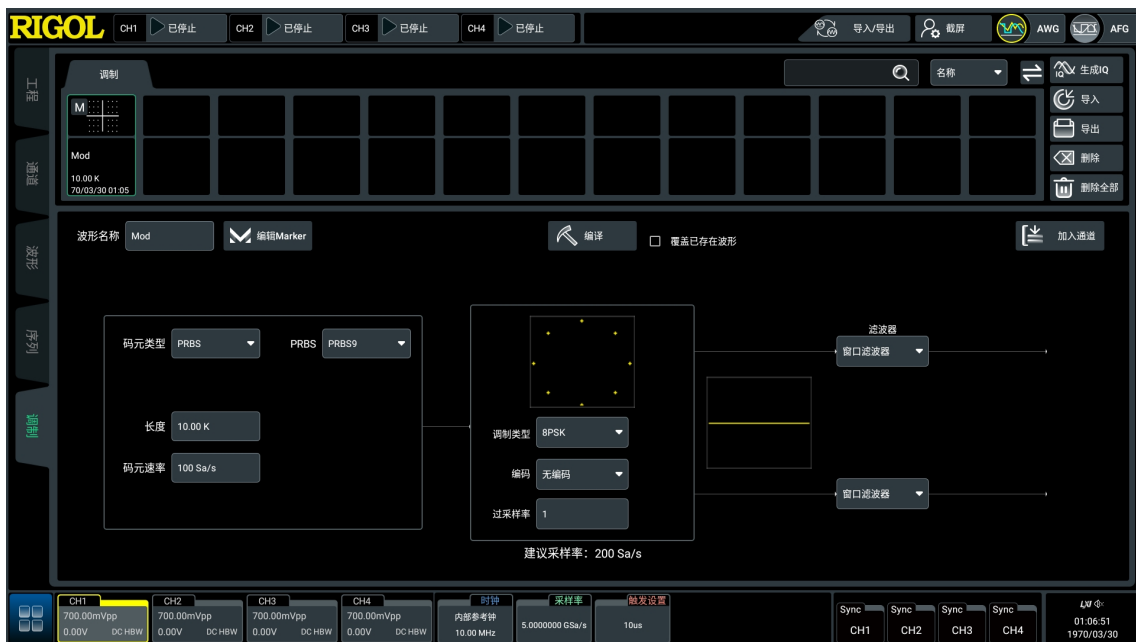 RIGOL
CH1 已停止
CH2 已停止
CH3 已停止
CH4 已停止
导入/导出
截屏
AWG
AFG
工程
通道
波形
序列
调制
调制
名称
生成IQ
导入
导出
删除
删除全部
M
Mod
10.00 K
70/03/30 01:05
波形名称 Mod
编辑Marker
编译
覆盖已存在波形
加入通道
码元类型 PRBS
PRBS PRBS9
长度 10.00 K
码元速率 100 Sa/s
调制类型 8PSK
编码 无编码
过采样率 1
建议采样率：200 Sa/s
滤波器
窗口滤波器
窗口滤波器
CH1
700.00mVpp
0.00V DC HBW
CH2
700.00mVpp
0.00V DC HBW
CH3
700.00mVpp
0.00V DC HBW
CH4
700.00mVpp
0.00V DC HBW
时钟
内部参考钟
10.00 MHz
采样率
5.0000000 GSa/s
触发设置
10us
Sync
CH1
Sync
CH2
Sync
CH3
Sync
CH4
LXI
01:06:51
1970/03/30